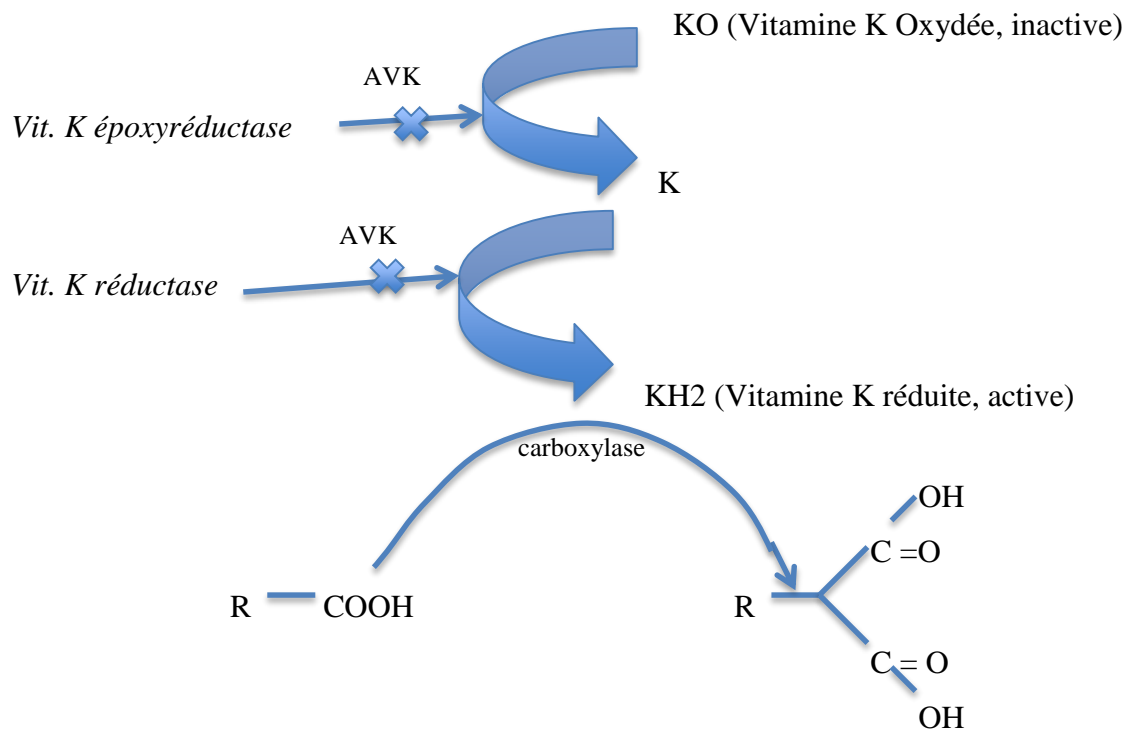 KO (Vitamine K Oxydée, inactive)
AVK
Vit. K époxyréductase
K
AVK
Vit. K réductase
KH2 (Vitamine K réduite, active)
carboxylase
OH
C =O
R
COOH
R
C = O
OH